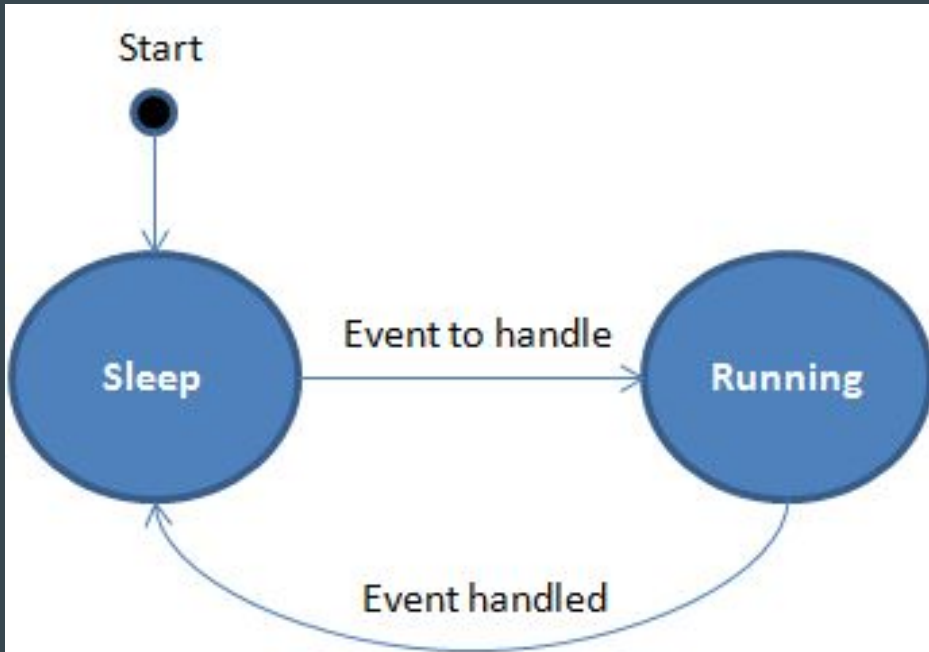 Start
Event to handle
Sleep
Running
Event handled